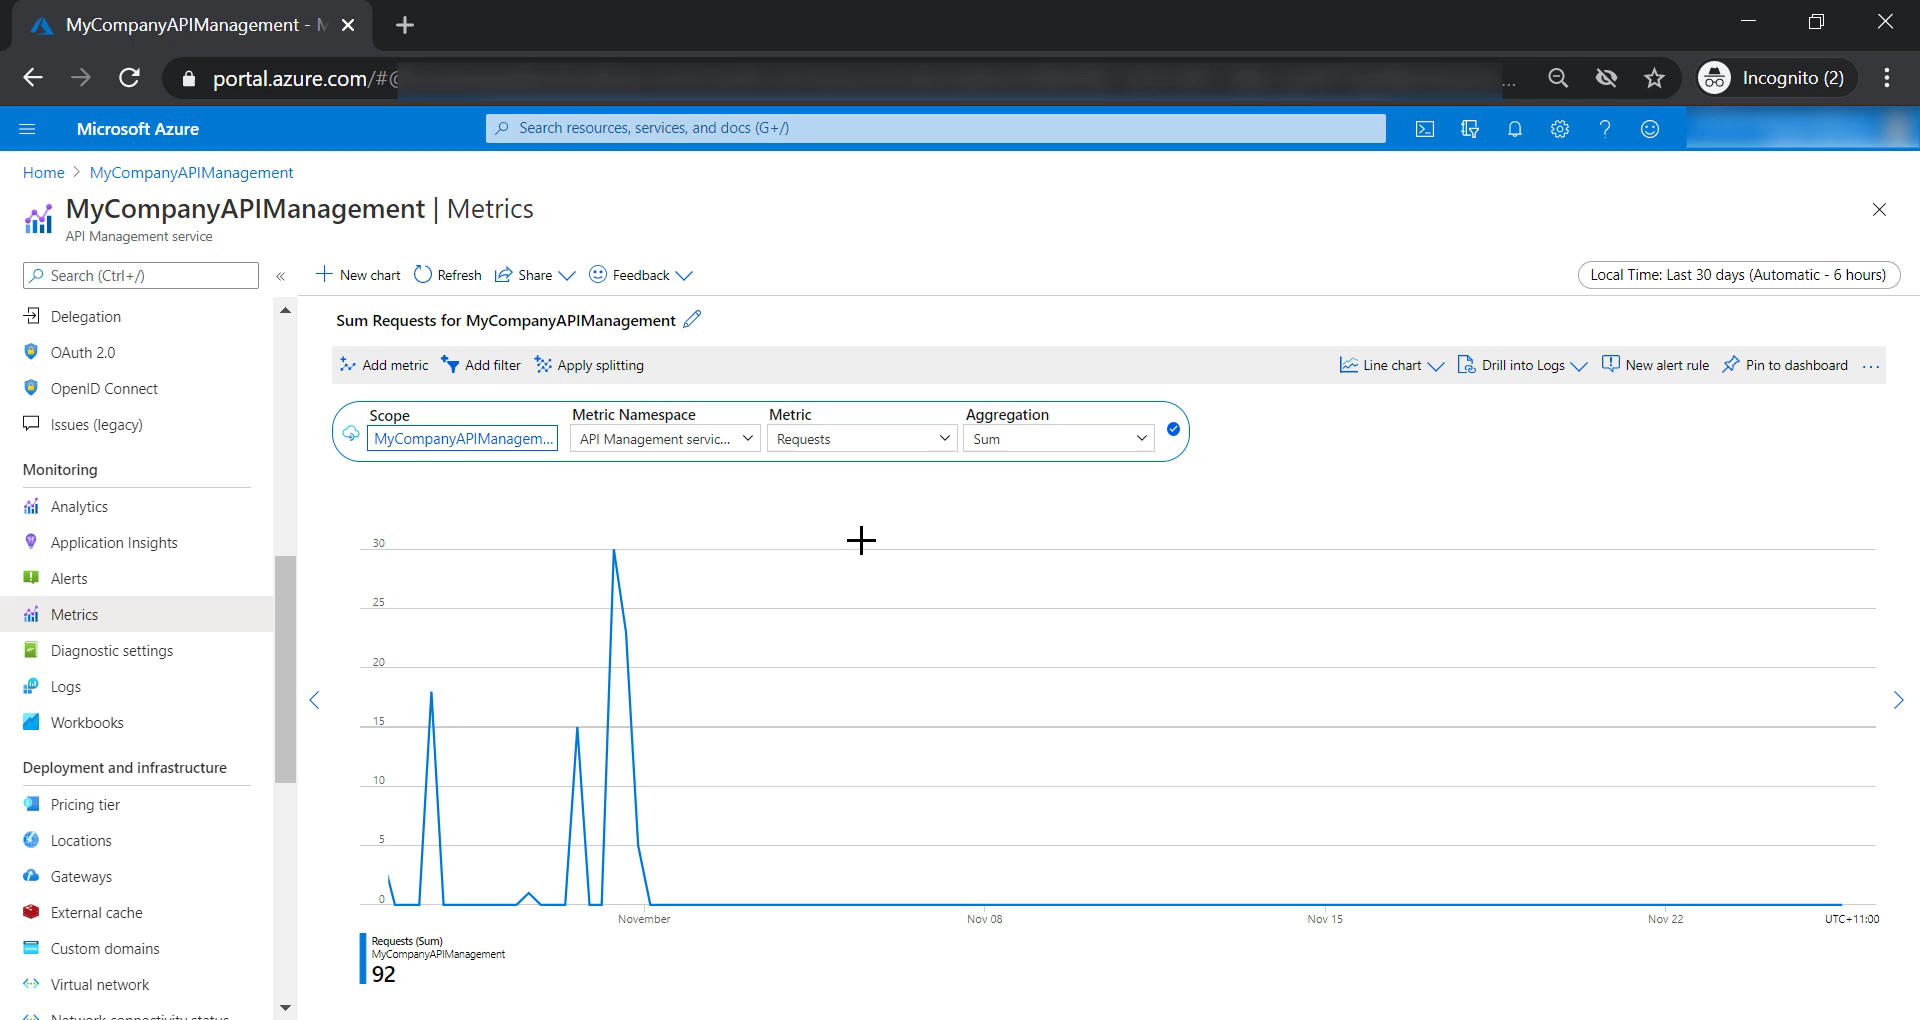 MyCompanyAPIManagement - M
portal.azure.com/#@
...
Incognito (2)
Microsoft Azure
Search resources, services, and docs (G+/)
Home > MyCompanyAPIManagement
MyCompanyAPIManagement | Metrics
API Management service
Search (Ctrl+/)
«
New chart
Refresh
Share
Feedback
Local Time: Last 30 days (Automatic - 6 hours)
Delegation
OAuth 2.0
OpenID Connect
Issues (legacy)
Monitoring
Analytics
Application Insights
Alerts
Metrics
Diagnostic settings
Logs
Workbooks
Deployment and infrastructure
Pricing tier
Locations
Gateways
External cache
Custom domains
Virtual network
Network connectivity status
Sum Requests for MyCompanyAPIManagement
Add metric
Add filter
Apply splitting
Line chart
Drill into Logs
New alert rule
Pin to dashboard
...
Scope
MyCompanyAPIManagem...
Metric Namespace
API Management servic...
Metric
Requests
Aggregation
Sum
30
25
20
15
10
5
0
November
Nov 08
Nov 15
Nov 22
UTC+11:00
Requests (Sum)
MyCompanyAPIManagement
92